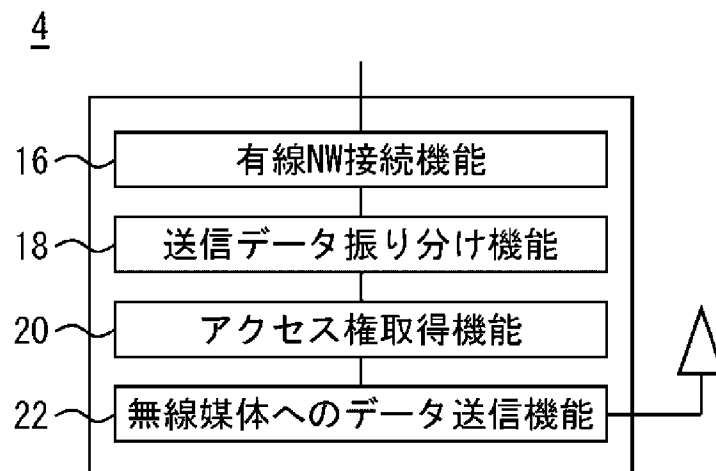 4
16 有線NW接続機能
18 送信データ振り分け機能
20 アクセス権取得機能
22 無線媒体へのデータ送信機能